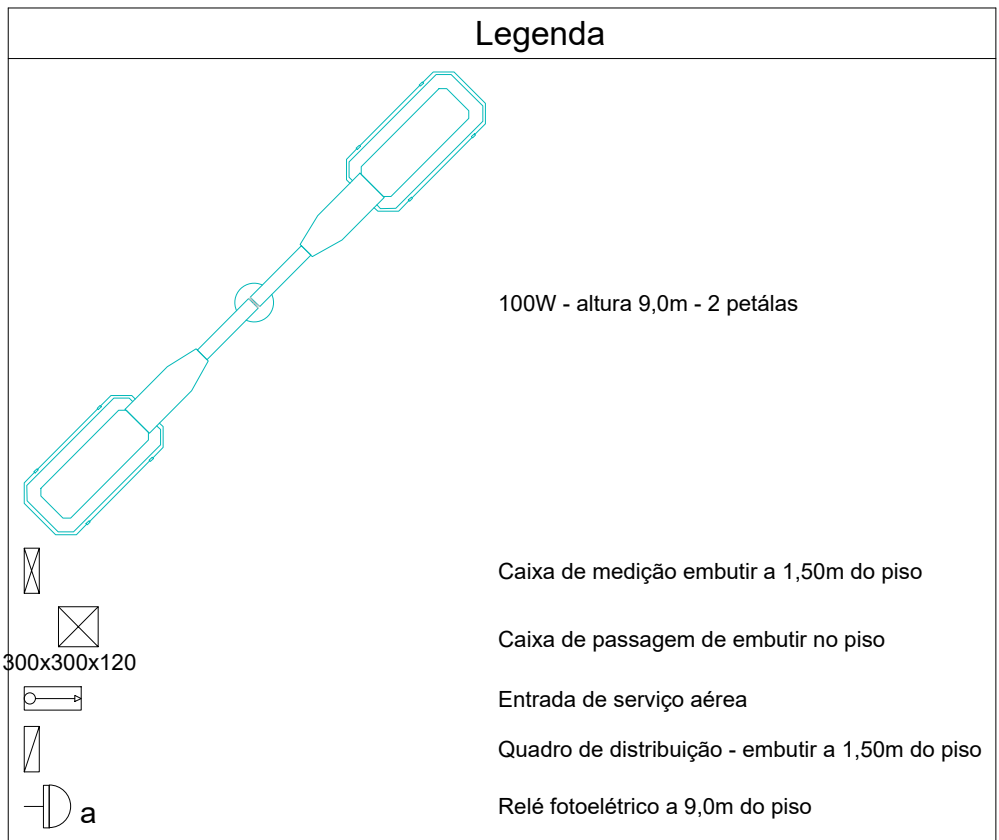 Legenda
100W - altura 9,0m - 2 petálas
Caixa de medição embutir a 1,50m do piso
Caixa de passagem de embutir no piso
300x300x120
Entrada de serviço aérea
Quadro de distribuição - embutir a 1,50m do piso
a
Relé fotoelétrico a 9,0m do piso